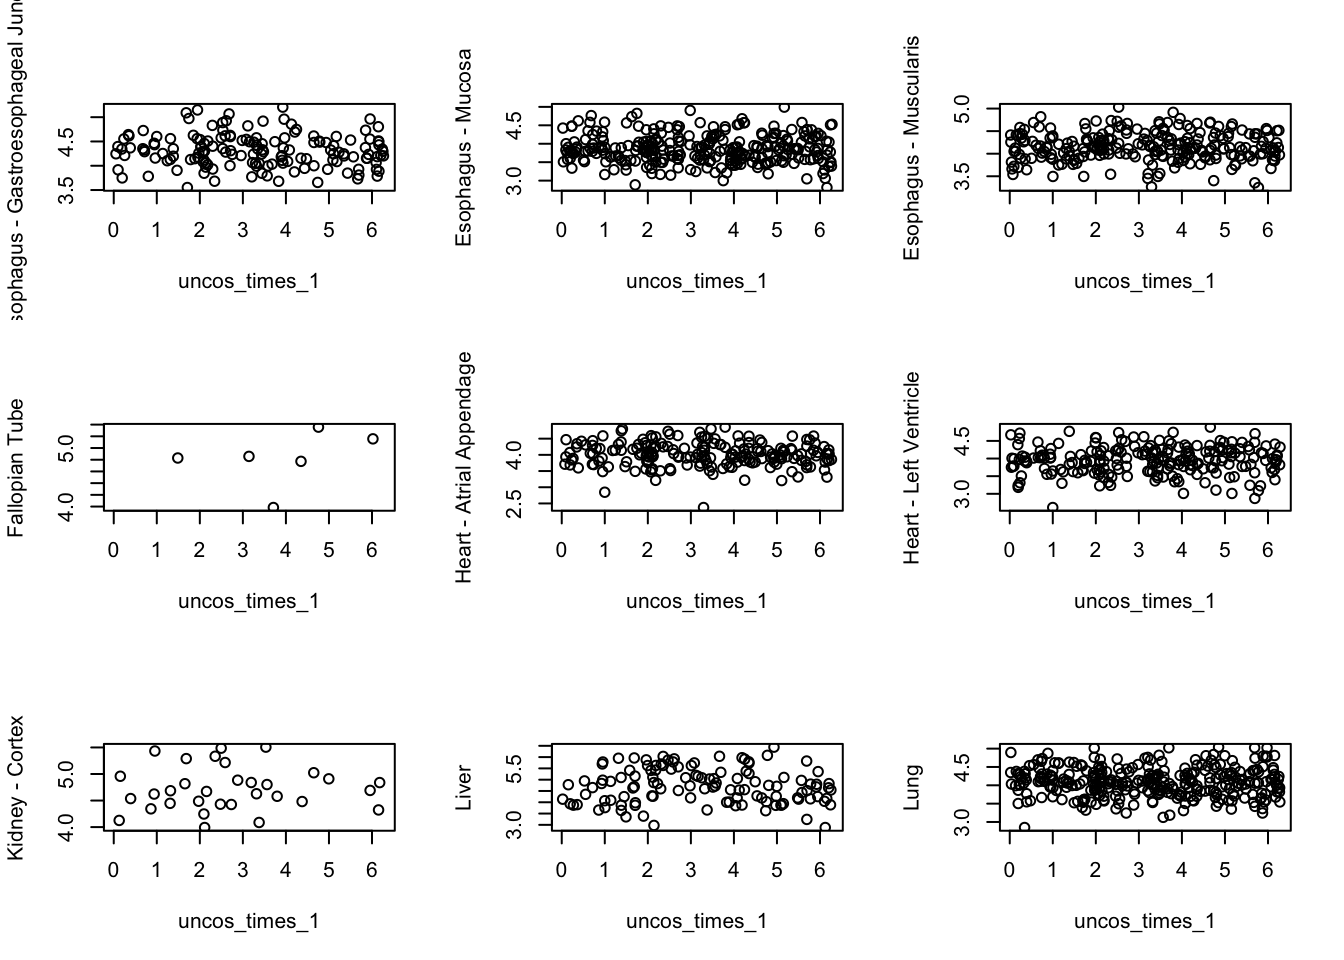 sophagus - Gastroesophageal Junc
3.5 4.5
0 1 2 3 4 5 6
uncos_times_1
Esophagus - Mucosa
3.0 4.5
0 1 2 3 4 5 6
uncos_times_1
Esophagus - Muscularis
3.5 5.0
0 1 2 3 4 5 6
uncos_times_1
Fallopian Tube
4.0 5.0
0 1 2 3 4 5 6
uncos_times_1
Heart - Atrial Appendage
2.5 4.0
0 1 2 3 4 5 6
uncos_times_1
Heart - Left Ventricle
3.0 4.5
0 1 2 3 4 5 6
uncos_times_1
Kidney - Cortex
4.0 5.0
0 1 2 3 4 5 6
uncos_times_1
Liver
3.0 5.5
0 1 2 3 4 5 6
uncos_times_1
Lung
3.0 4.5
0 1 2 3 4 5 6
uncos_times_1